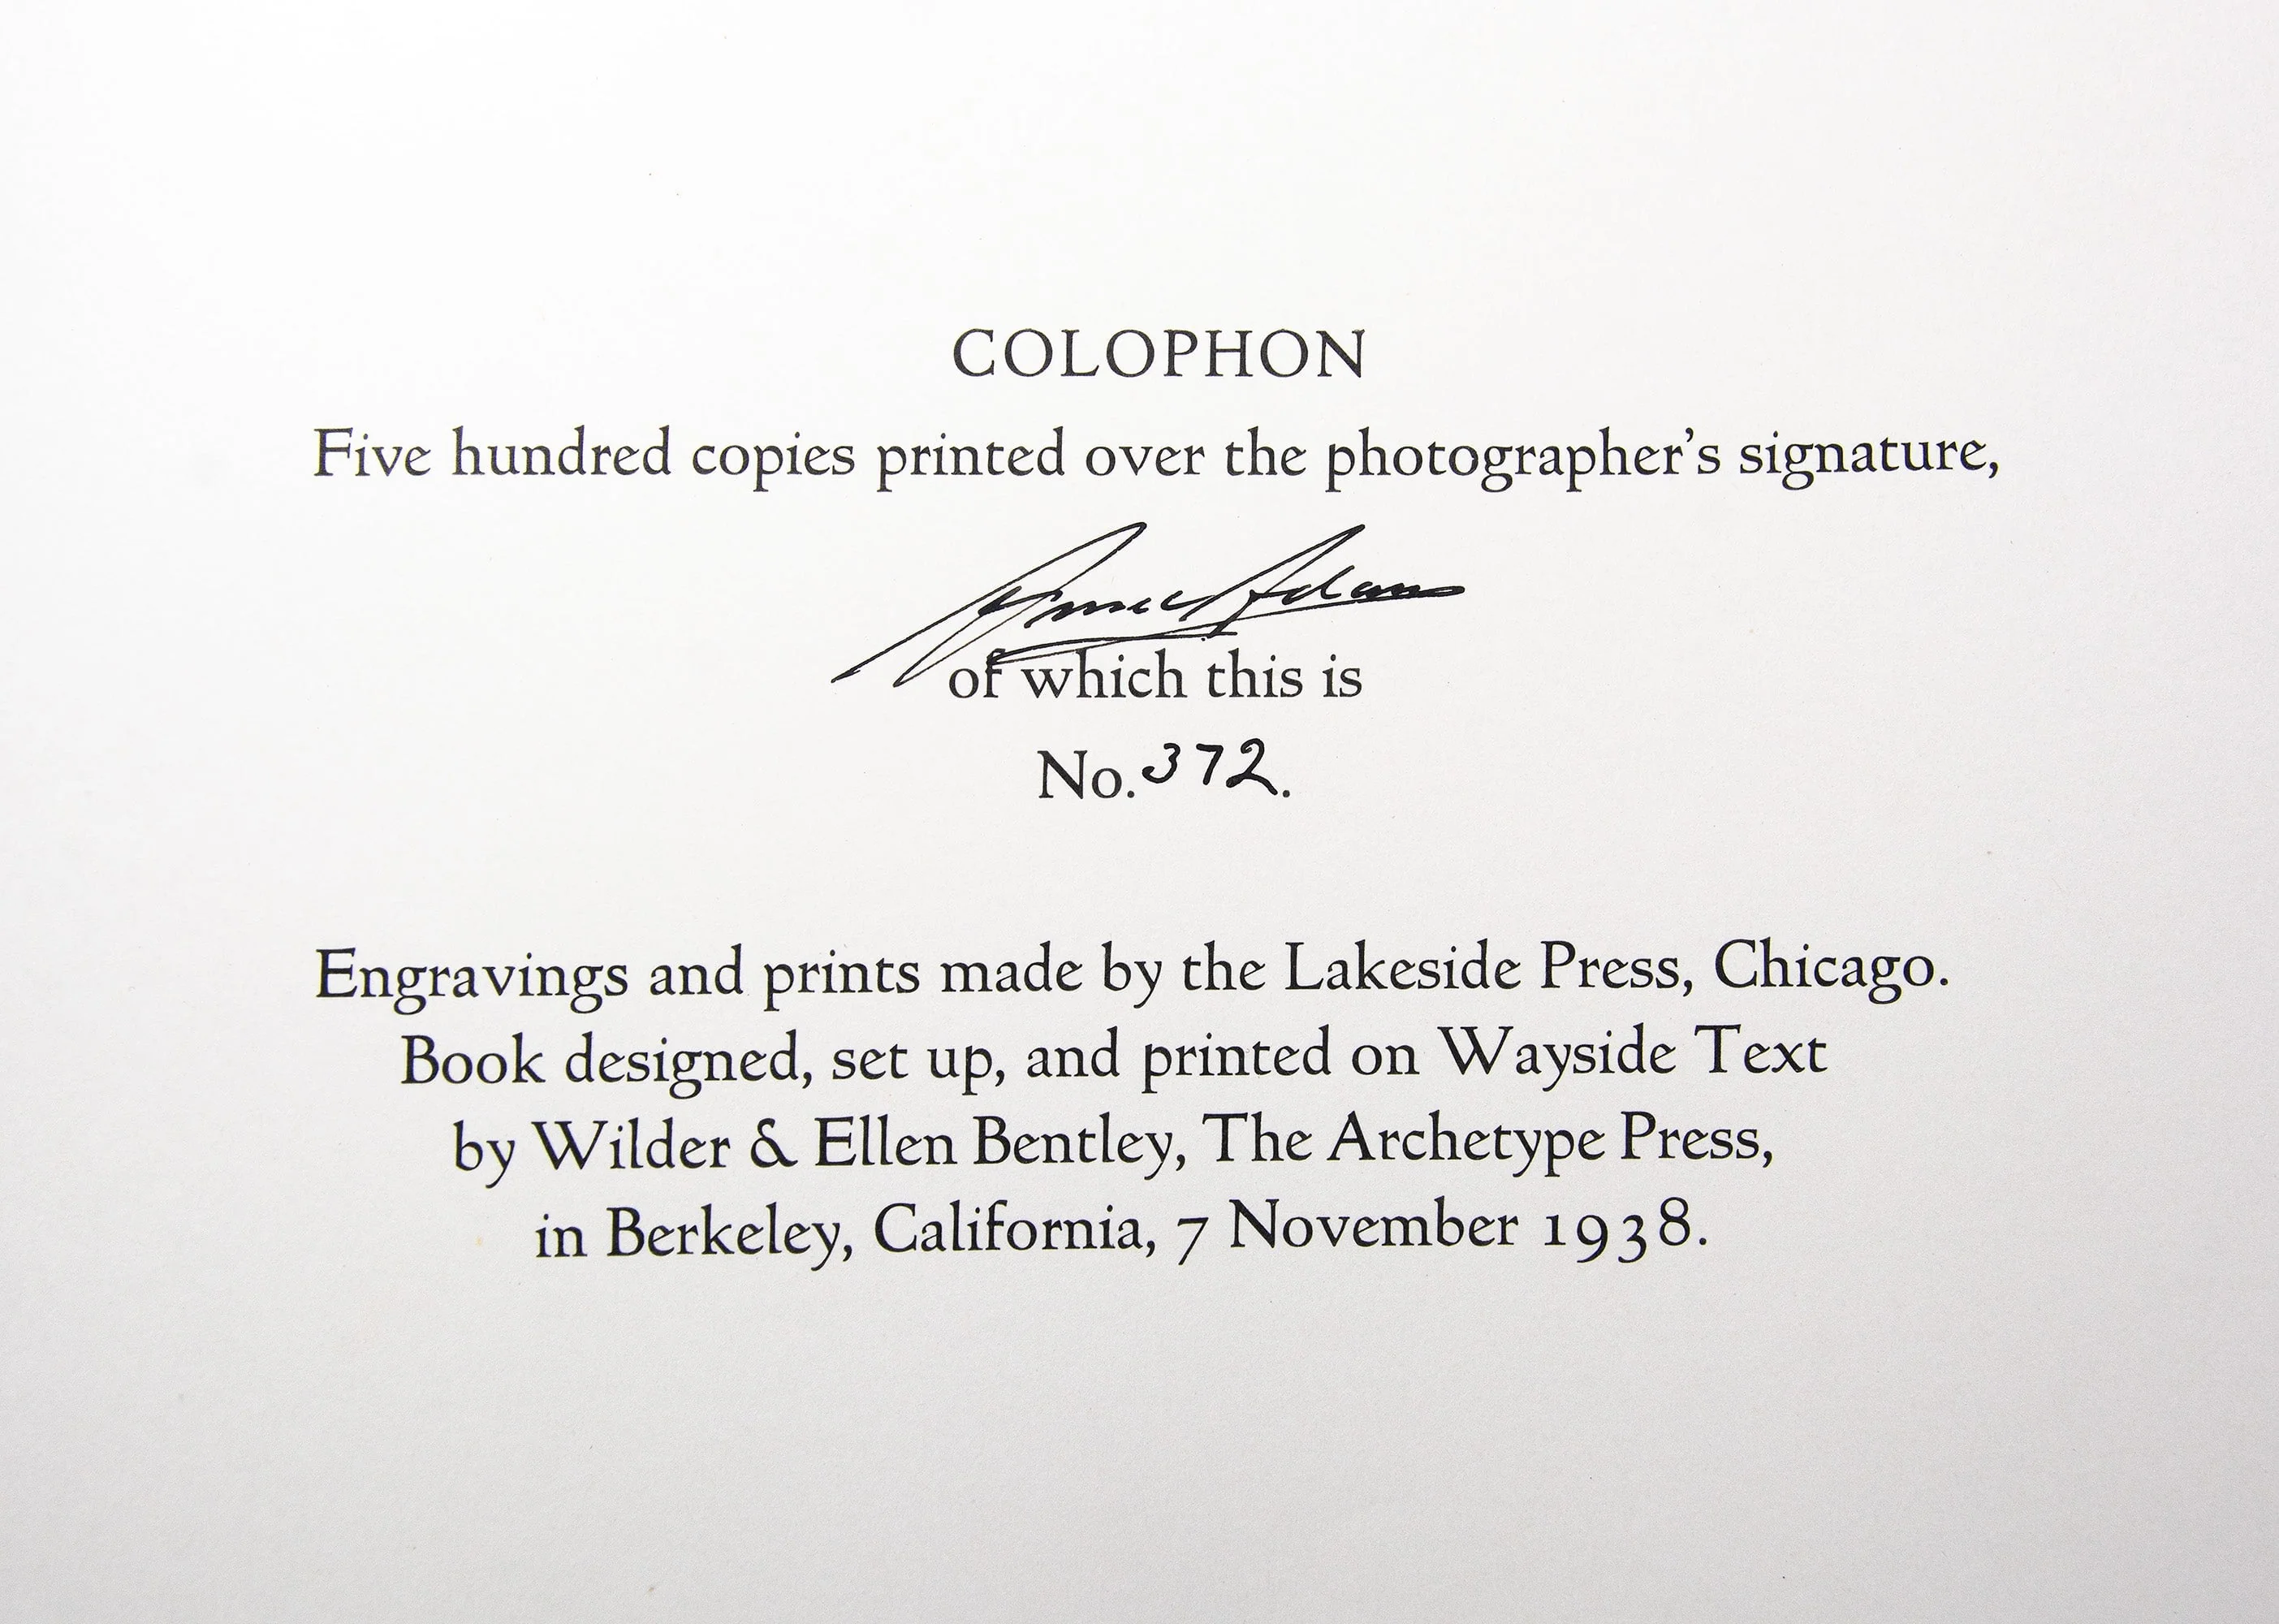 COLOPHON
Five hundred copies printed over the photographer's signature,
Ansel Adams
of which this is
No. 372.
Engravings and prints made by the Lakeside Press, Chicago.
Book designed, set up, and printed on Wayside Text
by Wilder & Ellen Bentley, The Archetype Press,
in Berkeley, California, 7 November 1938.